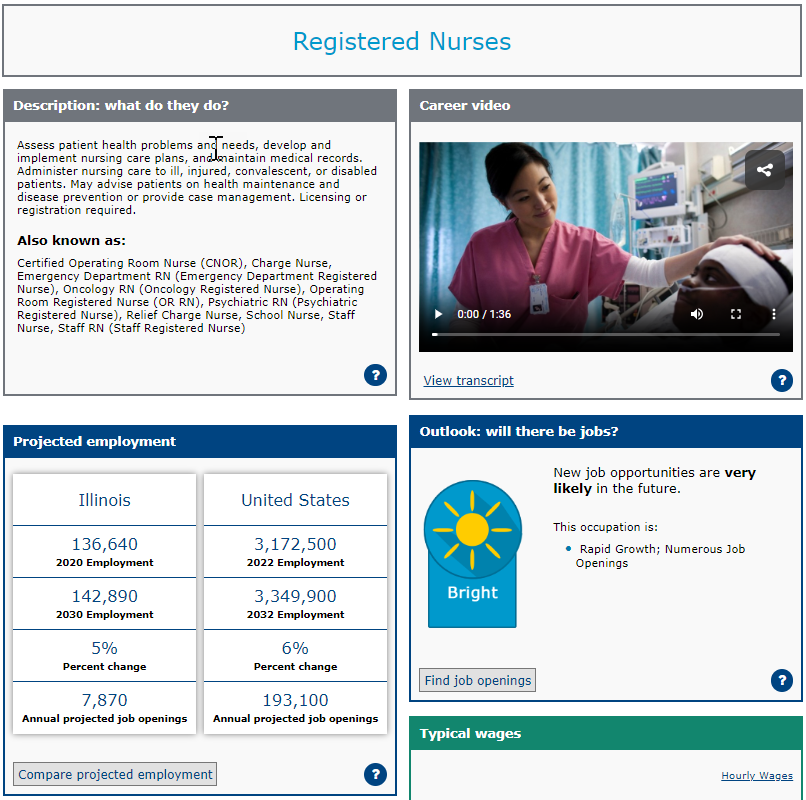 Registered Nurses
Description: what do they do?
Assess patient health problems and needs, develop and
implement nursing care plans, and maintain medical records.
Administer nursing care to ill, injured, convalescent, or disabled
patients. May advise patients on health maintenance and
disease prevention or provide case management. Licensing or
registration required.
Also known as:
Certified Operating Room Nurse (CNOR), Charge Nurse,
Emergency Department RN (Emergency Department Registered
Nurse), Oncology RN (Oncology Registered Nurse), Operating
Room Registered Nurse (OR RN), Psychiatric RN (Psychiatric
Registered Nurse), Relief Charge Nurse, School Nurse, Staff
Nurse, Staff RN (Staff Registered Nurse)
?
Career video
0:00 / 1:36
View transcript
?
Projected employment
Illinois
136,640
2020 Employment
142,890
2030 Employment
5%
Percent change
7,870
Annual projected job openings
United States
3,172,500
2022 Employment
3,349,900
2032 Employment
6%
Percent change
193,100
Annual projected job openings
Compare projected employment
?
Outlook: will there be jobs?
Bright
New job opportunities are very
likely in the future.
This occupation is:
• Rapid Growth; Numerous Job
Openings
Find job openings
?
Typical wages
Hourly Wages